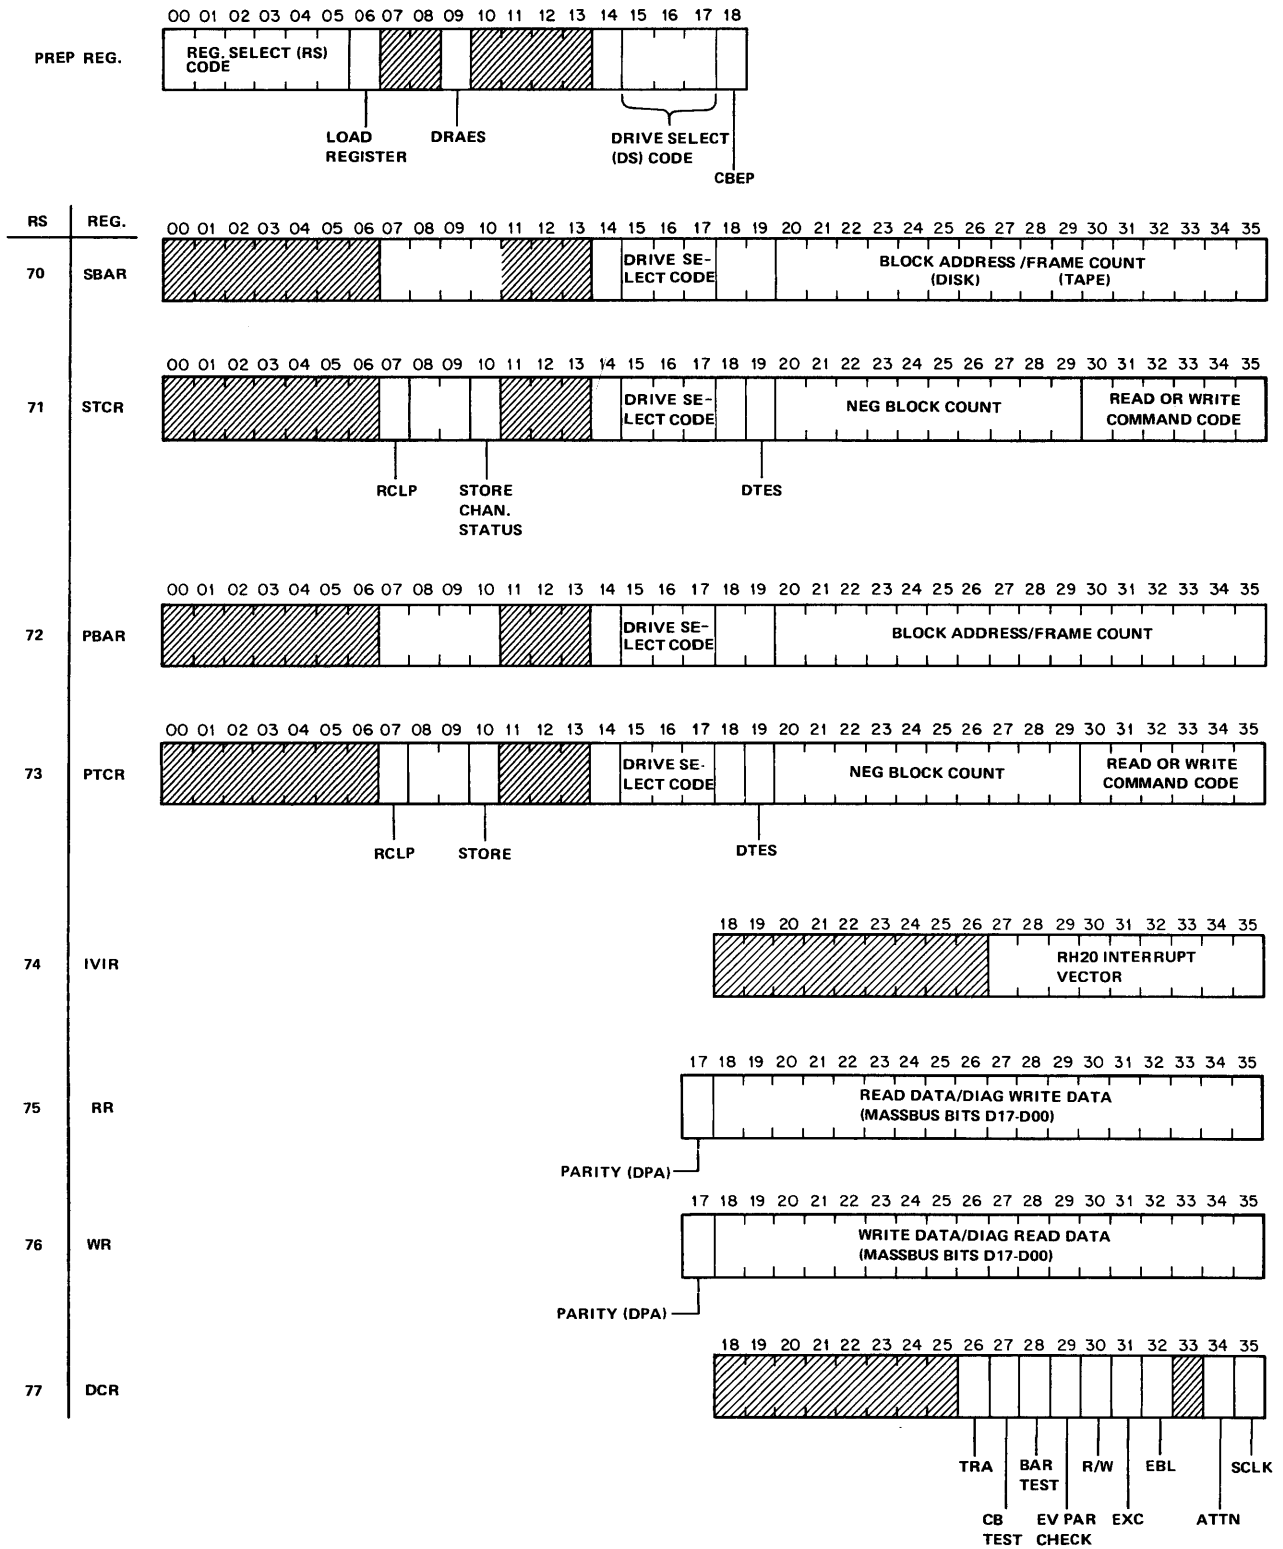 00 01 02 03 04 05 06 07 08 09 10 11 12 13 14 15 16 17 18
PREP REG.
REG. SELECT (RS)
CODE
LOAD
REGISTER
DRAES
DRIVE SELECT
(DS) CODE
CBEP
RS REG.
00 01 02 03 04 05 06 07 08 09 10 11 12 13 14 15 16 17 18 19 20 21 22 23 24 25 26 27 28 29 30 31 32 33 34 35
70 SBAR
DRIVE SE-
LECT CODE
BLOCK ADDRESS/FRAME COUNT
(DISK) (TAPE)
00 01 02 03 04 05 06 07 08 09 10 11 12 13 14 15 16 17 18 19 20 21 22 23 24 25 26 27 28 29 30 31 32 33 34 35
71 STCR
DRIVE SE-
LECT CODE
NEG BLOCK COUNT
READ OR WRITE
COMMAND CODE
RCLP
STORE
CHAN.
STATUS
DTES
00 01 02 03 04 05 06 07 08 09 10 11 12 13 14 15 16 17 18 19 20 21 22 23 24 25 26 27 28 29 30 31 32 33 34 35
72 PBAR
DRIVE SE-
LECT CODE
BLOCK ADDRESS/FRAME COUNT
00 01 02 03 04 05 06 07 08 09 10 11 12 13 14 15 16 17 18 19 20 21 22 23 24 25 26 27 28 29 30 31 32 33 34 35
73 PTCR
DRIVE SE-
LECT CODE
NEG BLOCK COUNT
READ OR WRITE
COMMAND CODE
RCLP STORE DTES
18 19 20 21 22 23 24 25 26 27 28 29 30 31 32 33 34 35
74 IVIR
RH20 INTERRUPT
VECTOR
17 18 19 20 21 22 23 24 25 26 27 28 29 30 31 32 33 34 35
75 RR
READ DATA/DIAG WRITE DATA
(MASSBUS BITS D17-D00)
PARITY (DPA)
17 18 19 20 21 22 23 24 25 26 27 28 29 30 31 32 33 34 35
76 WR
WRITE DATA/DIAG READ DATA
(MASSBUS BITS D17-D00)
PARITY (DPA)
18 19 20 21 22 23 24 25 26 27 28 29 30 31 32 33 34 35
77 DCR
TRA
BAR
TEST
R/W
EBL
SCLK
CB
TEST
EV PAR
CHECK
EXC
ATTN